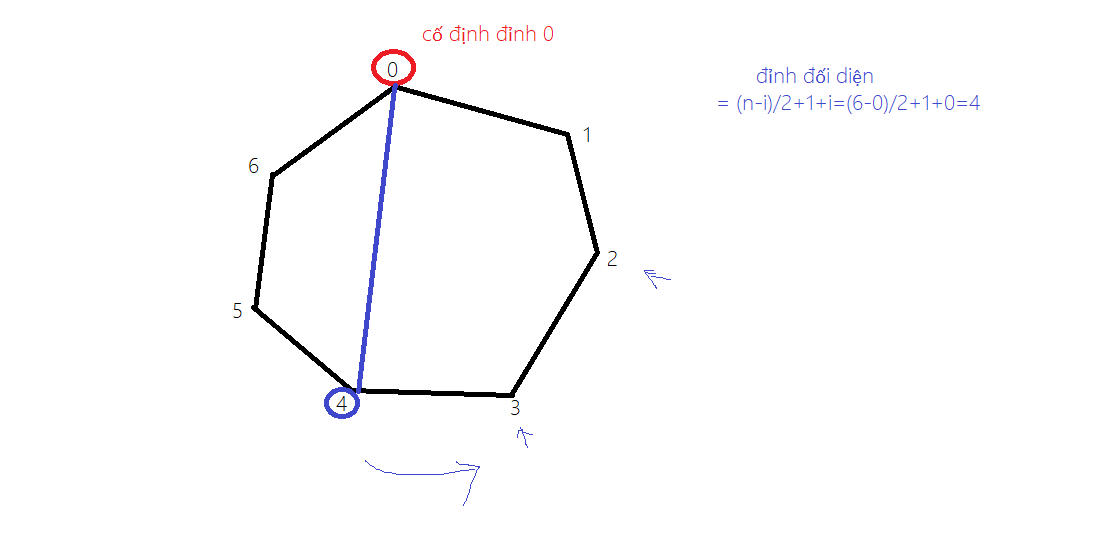 cố định đỉnh 0
0
đỉnh đối diện
= (n-i)/2+1+i=(6-0)/2+1+0=4
1
6
2
5
4
3